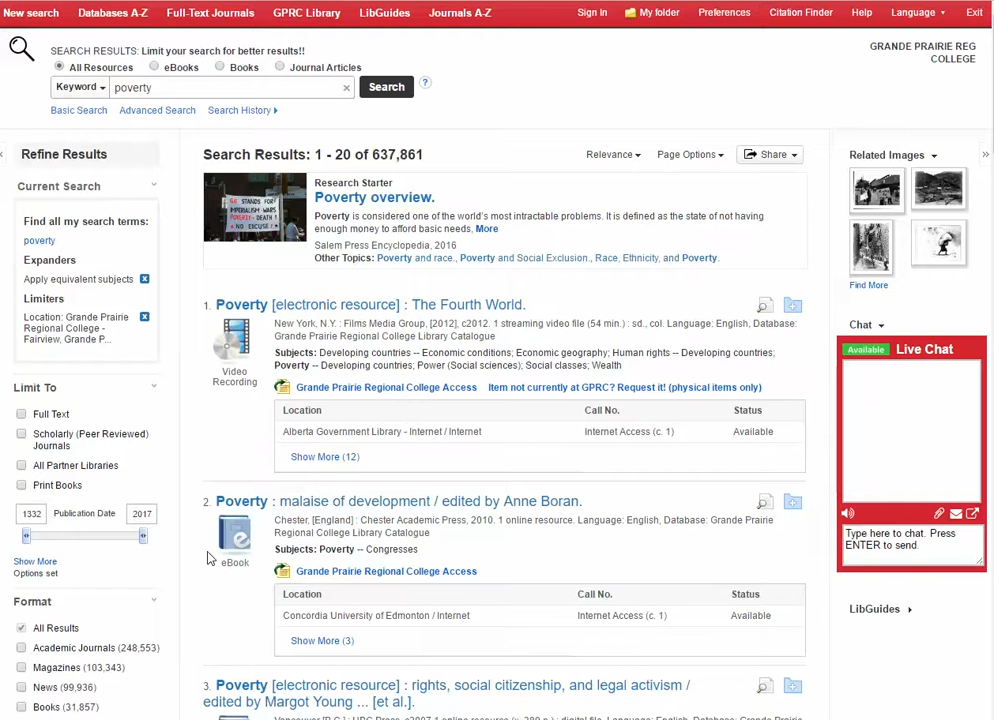 New search Databases A-Z Full-Text Journals GPRC Library LibGuides Journals A-Z Sign In My folder Preferences Citation Finder Help Language Exit
SEARCH RESULTS: Limit your search for better results!!
All Resources eBooks Books Journal Articles
Keyword poverty × Search ?
Basic Search Advanced Search Search History
GRANDE PRAIRIE REG
COLLEGE
Refine Results
Current Search
Find all my search terms:
poverty
Expanders
Apply equivalent subjects x
Limiters
Location: Grande Prairie x
Regional College -
Fairview, Grande P...
Limit To
Full Text
Scholarly (Peer Reviewed)
Journals
All Partner Libraries
Print Books
1332 Publication Date 2017
Show More
Options set
Format
All Results
Academic Journals (248,553)
Magazines (103,343)
News (99,936)
Books (31,857)
Search Results: 1 - 20 of 637,861
Relevance Page Options Share
Research Starter
Poverty overview.
Poverty is considered one of the world's most intractable problems. It is defined as the state of not having
enough money to afford basic needs, More
Salem Press Encyclopedia, 2016
Other Topics: Poverty and race., Poverty and Social Exclusion., Race, Ethnicity, and Poverty.
1. Poverty [electronic resource] : The Fourth World.
New York, N.Y. : Films Media Group, [2012], c2012. 1 streaming video file (54 min.) : sd., col. Language: English, Database:
Grande Prairie Regional College Library Catalogue
Subjects: Developing countries -- Economic conditions; Economic geography; Human rights -- Developing countries;
Poverty -- Developing countries; Power (Social sciences); Social classes; Wealth
Video
Recording
Grande Prairie Regional College Access Item not currently at GPRC? Request it! (physical items only)
Location Call No. Status
Alberta Government Library - Internet / Internet Internet Access (c. 1) Available
Show More (12)
2. Poverty : malaise of development / edited by Anne Boran.
Chester, [England] : Chester Academic Press, 2010. 1 online resource. Language: English, Database: Grande Prairie
Regional College Library Catalogue
Subjects: Poverty -- Congresses
eBook
Grande Prairie Regional College Access
Location Call No. Status
Concordia University of Edmonton / Internet Internet Access (c. 1) Available
Show More (3)
3. Poverty [electronic resource] : rights, social citizenship, and legal activism /
edited by Margot Young ... [et al.].
Related Images
Find More
Chat
Available Live Chat
Type here to chat. Press
ENTER to send.
LibGuides